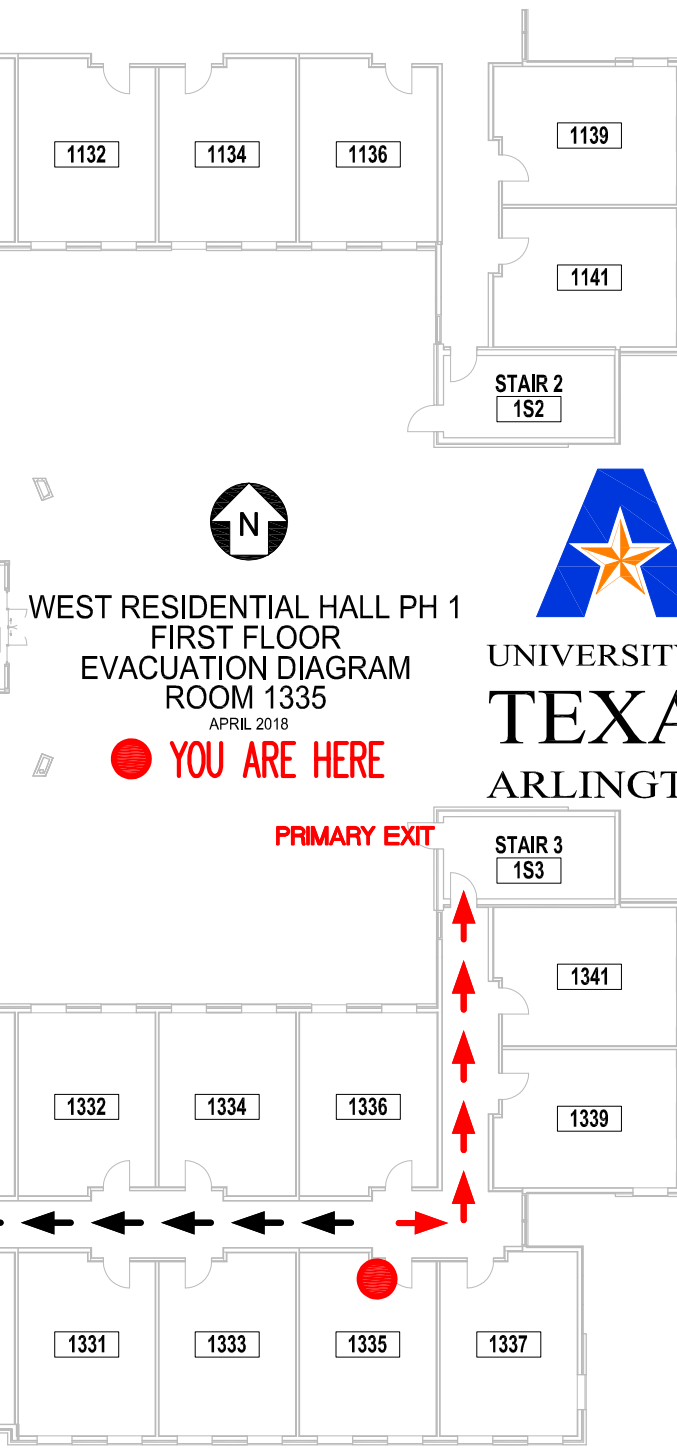 1132
1134
1136
1139
1141
STAIR 2
1S2
N
WEST RESIDENTIAL HALL PH 1
FIRST FLOOR
EVACUATION DIAGRAM
ROOM 1335
APRIL 2018
YOU ARE HERE
A
UNIVERSITY
TEXA
ARLINGT
PRIMARY EXIT
STAIR 3
1S3
1341
1332
1334
1336
1339
1331
1333
1335
1337